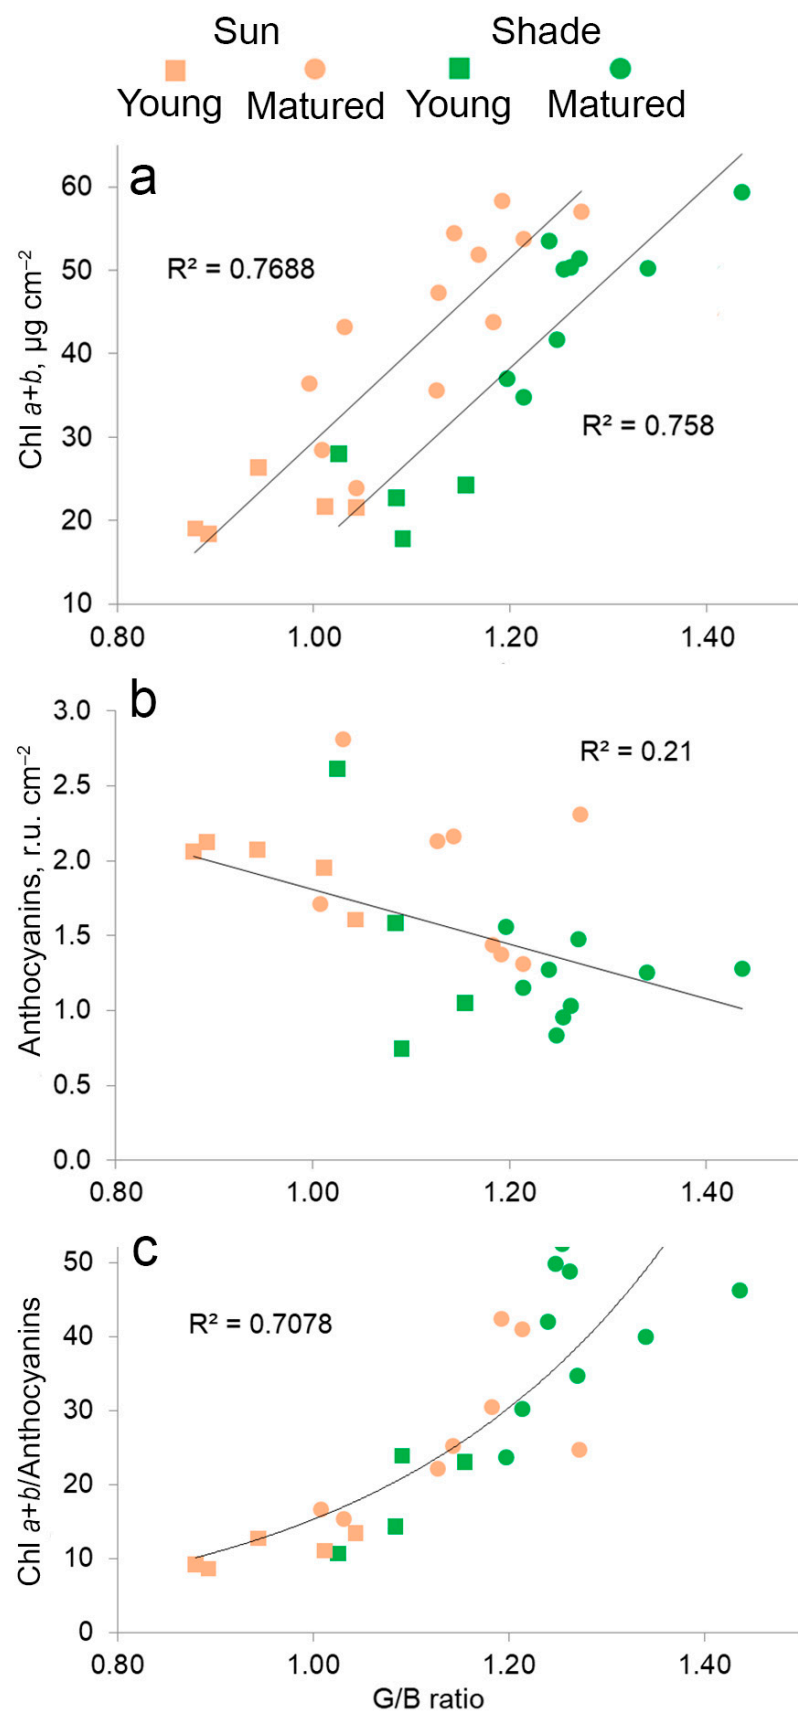 Sun Shade
Young Matured Young Matured
a
60
50
40
30
20
10
Chl a+b, µg cm−2
R² = 0.7688
R² = 0.758
0.80 1.00 1.20 1.40
b
3.0
2.5
2.0
1.5
1.0
0.5
0.0
Anthocyanins, r.u. cm−2
R² = 0.21
0.80 1.00 1.20 1.40
c
50
40
30
20
10
0
Chl a+b/Anthocyanins
R² = 0.7078
0.80 1.00 1.20 1.40
G/B ratio